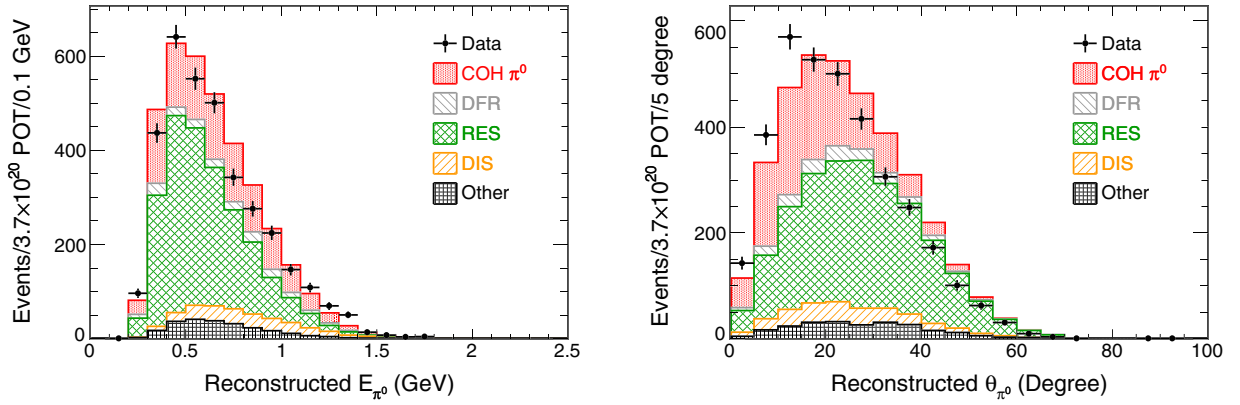 Events/3.7×10²⁰ POT/0.1 GeV
600
400
200
0
0 0.5 1 1.5 2 2.5
Reconstructed E_π⁰ (GeV)
Data
COH π⁰
DFR
RES
DIS
Other
Events/3.7×10²⁰ POT/5 degree
600
400
200
0
0 20 40 60 80 100
Reconstructed θ_π⁰ (Degree)
Data
COH π⁰
DFR
RES
DIS
Other